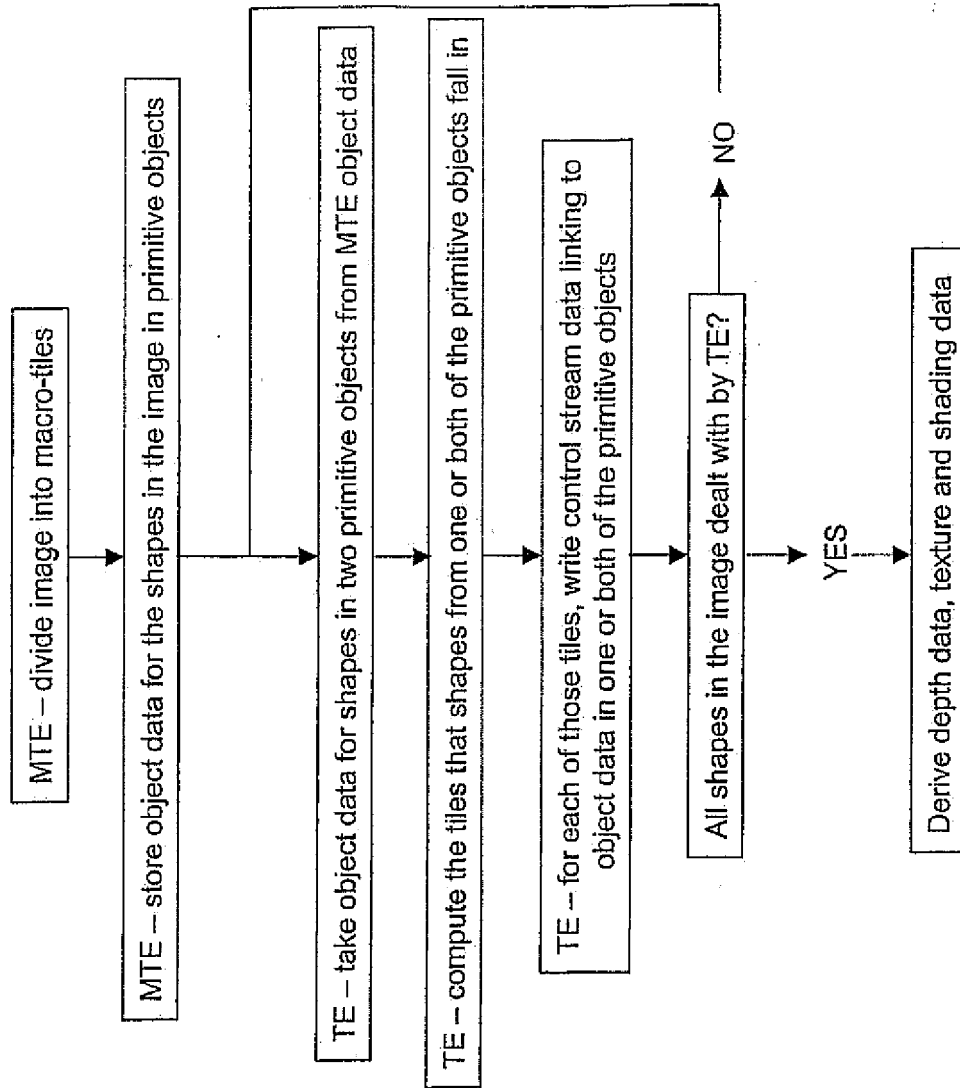 MTE – divide image into macro-tiles
MTE – store object data for the shapes in the image in primitive objects
TE – take object data for shapes in two primitive objects from MTE object data
TE – compute the tiles that shapes from one or both of the primitive objects fall in
TE – for each of those tiles, write control stream data linking to
object data in one or both of the primitive objects
All shapes in the image dealt with by TE?
NO
YES
Derive depth data, texture and shading data